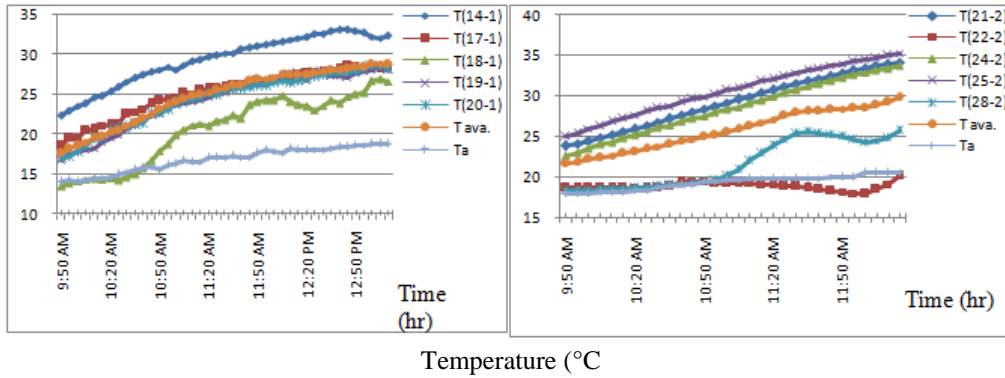 35
30
25
20
15
10
9:50 AM
10:20 AM
10:50 AM
11:20 AM
11:50 AM
12:20 PM
12:50 PM
Time
(hr)
T(14-1)
T(17-1)
T(18-1)
T(19-1)
T(20-1)
T ava.
Ta
40
35
30
25
20
15
9:50 AM
10:20 AM
10:50 AM
11:20 AM
11:50 AM
Time (hr)
T(21-2)
T(22-2)
T(24-2)
T(25-2)
T(28-2)
T ava.
Ta
Temperature (°C